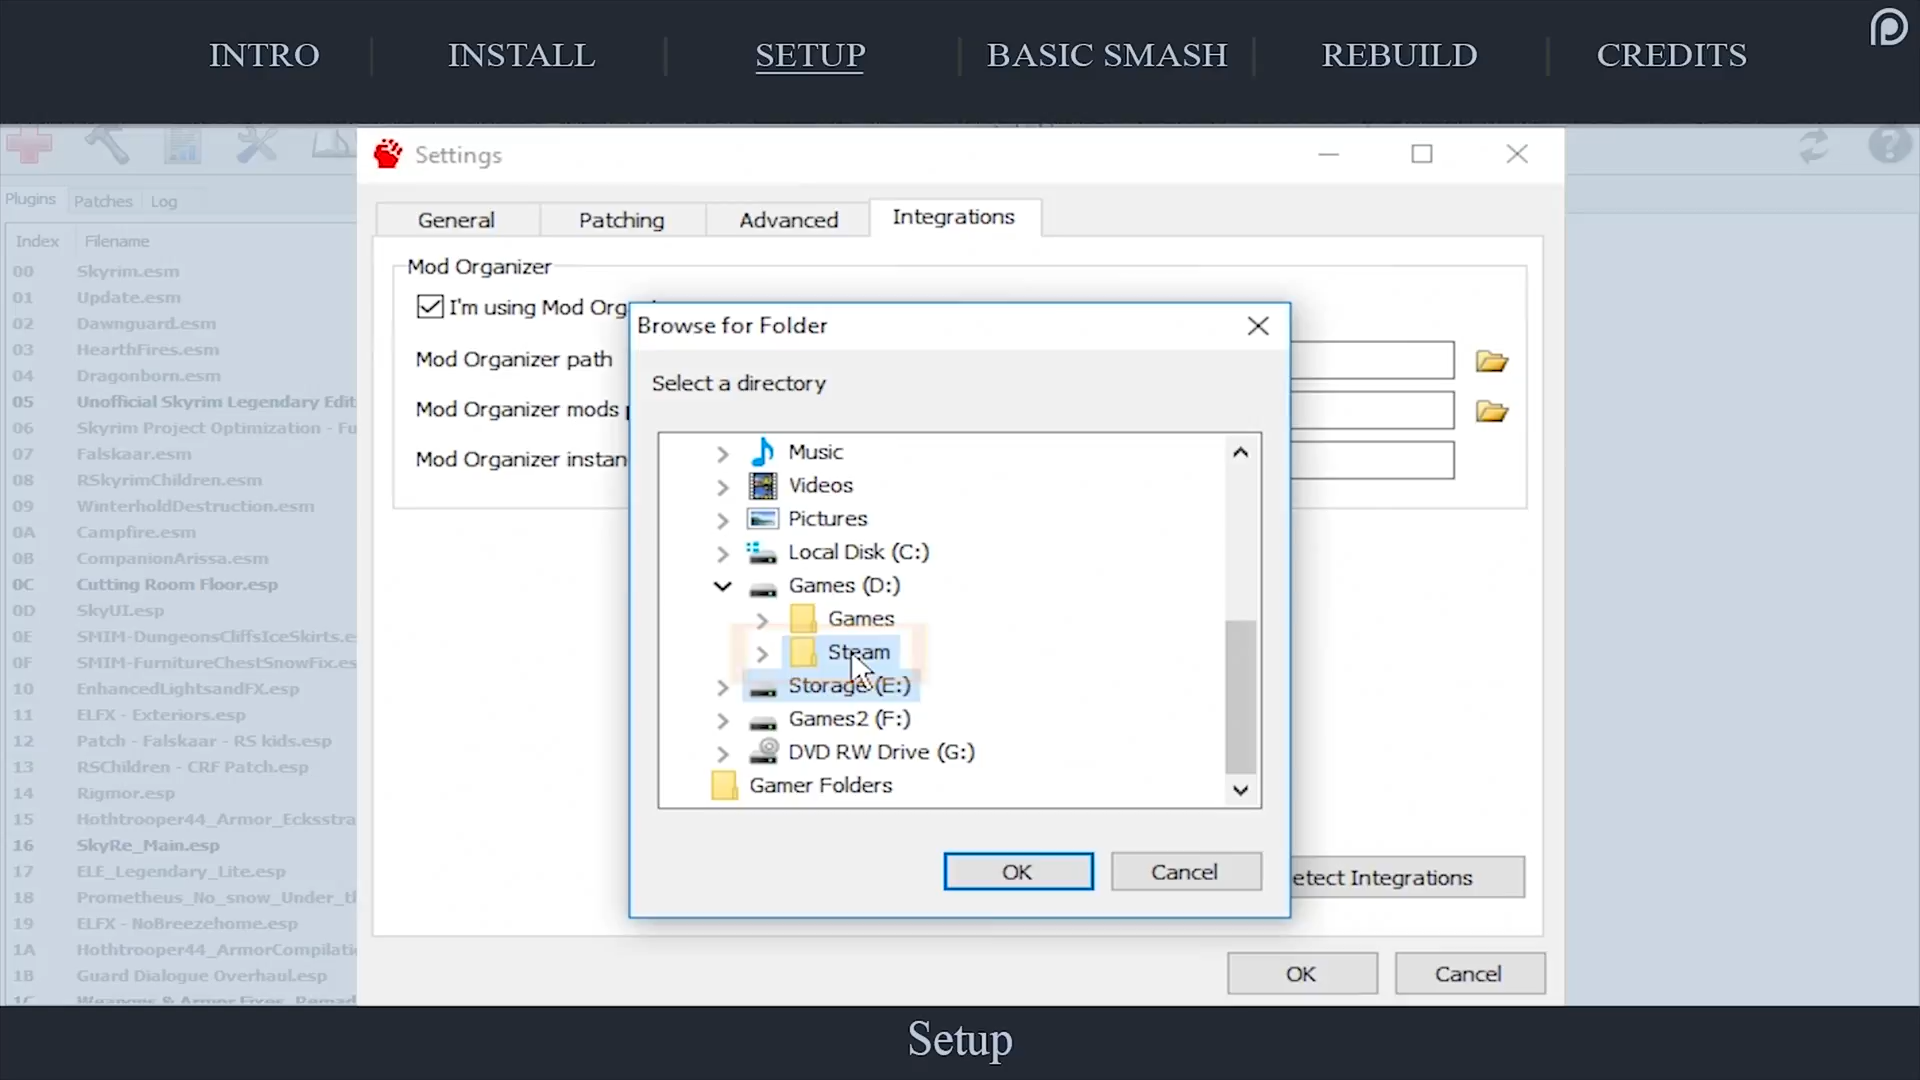 INTRO
INSTALL
SETUP
BASIC SMASH
REBUILD
CREDITS
Settings
Plugins
Patches
Log
General
Patching
Advanced
Integrations
Index
Filename
Mod Organizer
00 Skyrim.esm
01 Update.esm
02 Dawnguard.esm
03 HearthFires.esm
04 Dragonborn.esm
05 Unofficial Skyrim Legendary Edit
06 Skyrim Project Optimization - Fu
07 Falskaar.esm
08 RSkyrimChildren.esm
09 WinterholdDestruction.esm
0A Campfire.esm
0B CompanionArissa.esm
0C Cutting Room Floor.esp
0D SkyUI.esp
0E SMIM-DungeonsCliffsIceSkirts.e
0F SMIM-FurnitureChestSnowFix.es
10 EnhancedLightsandFX.esp
11 ELFX - Exteriors.esp
12 Patch - Falskaar - RS kids.esp
13 RSChildren - CRF Patch.esp
14 Rigmor.esp
15 Hothtrooper44_Armor_Ecksstra
16 SkyRe_Main.esp
17 ELE_Legendary_Lite.esp
18 Prometheus_No_snow_Under_t
19 ELFX - NoBreezehome.esp
1A Hothtrooper44_ArmorCompilati
1B Guard Dialogue Overhaul.esp
1C Weapons & Armor Fixes_Remad
I'm using Mod Org
Mod Organizer path
Mod Organizer mods p
Mod Organizer instan
Browse for Folder
Select a directory
Music
Videos
Pictures
Local Disk (C:)
Games (D:)
Games
Steam
Storage (E:)
Games2 (F:)
DVD RW Drive (G:)
Gamer Folders
OK
Cancel
etect Integrations
OK
Cancel
Setup